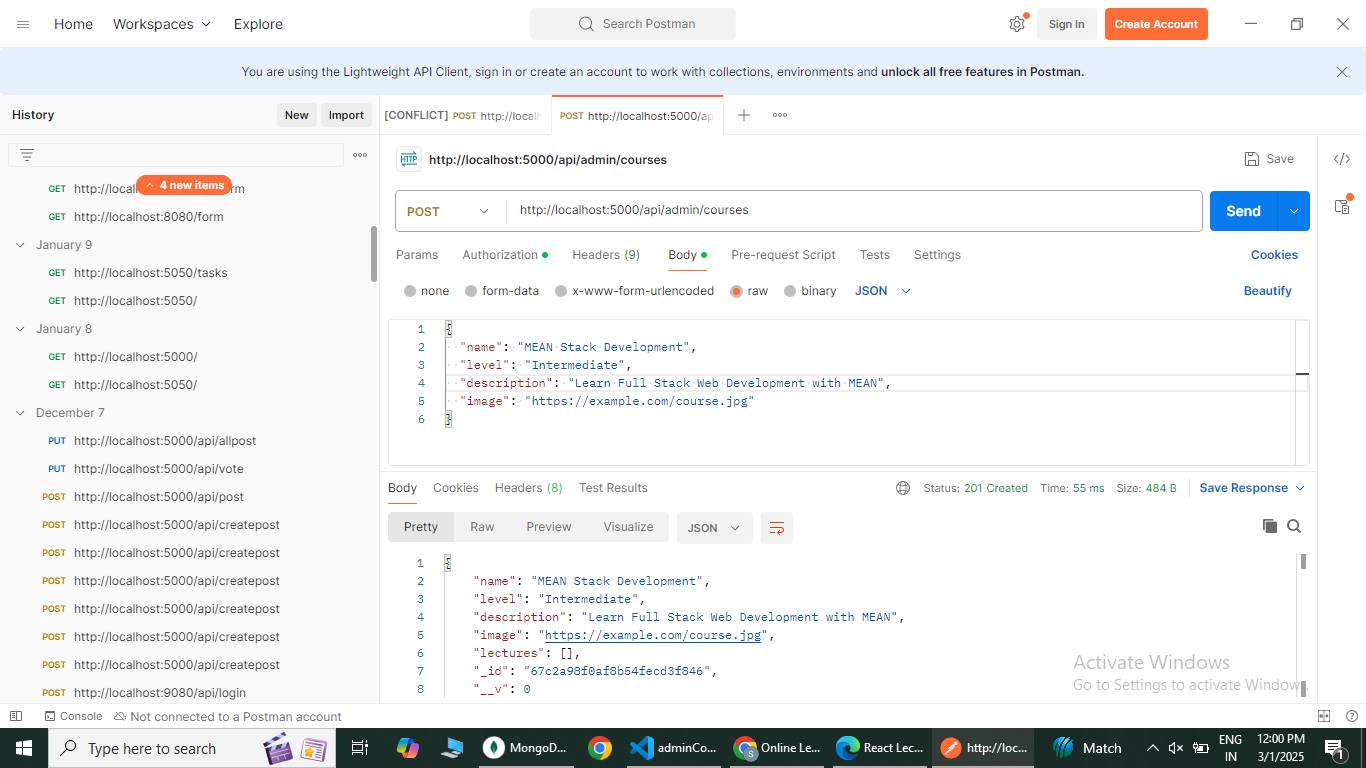 Home Workspaces Explore Search Postman Sign In Create Account
You are using the Lightweight API Client, sign in or create an account to work with collections, environments and unlock all free features in Postman.
History New Import
[CONFLICT] POST http://local
POST http://localhost:5000/ap
GET http://local rm
4 new items
GET http://localhost:8080/form
January 9
GET http://localhost:5050/tasks
GET http://localhost:5050/
January 8
GET http://localhost:5000/
GET http://localhost:5050/
December 7
PUT http://localhost:5000/api/allpost
PUT http://localhost:5000/api/vote
POST http://localhost:5000/api/post
POST http://localhost:5000/api/createpost
POST http://localhost:5000/api/createpost
POST http://localhost:5000/api/createpost
POST http://localhost:5000/api/createpost
POST http://localhost:5000/api/createpost
POST http://localhost:5000/api/createpost
POST http://localhost:9080/api/login
HTTP http://localhost:5000/api/admin/courses Save
POST http://localhost:5000/api/admin/courses Send
Params Authorization Headers (9) Body Pre-request Script Tests Settings Cookies
none form-data x-www-form-urlencoded raw binary JSON Beautify
1 {
2 "name": "MEAN Stack Development",
3 "level": "Intermediate",
4 "description": "Learn Full Stack Web Development with MEAN",
5 "image": "https://example.com/course.jpg"
6 }
Body Cookies Headers (8) Test Results Status: 201 Created Time: 55 ms Size: 484 B Save Response
Pretty Raw Preview Visualize JSON
1 {
2 "name": "MEAN Stack Development",
3 "level": "Intermediate",
4 "description": "Learn Full Stack Web Development with MEAN",
5 "image": "https://example.com/course.jpg",
6 "lectures": [],
7 "_id": "67c2a98f0af8b54fecd3f846",
8 "__v": 0
Activate Windows
Go to Settings to activate Windows.
Console Not connected to a Postman account
Type here to search MongoD... adminCo... Online Le... React Lec... http://loc... Match ENG IN 12:00 PM 3/1/2025 1